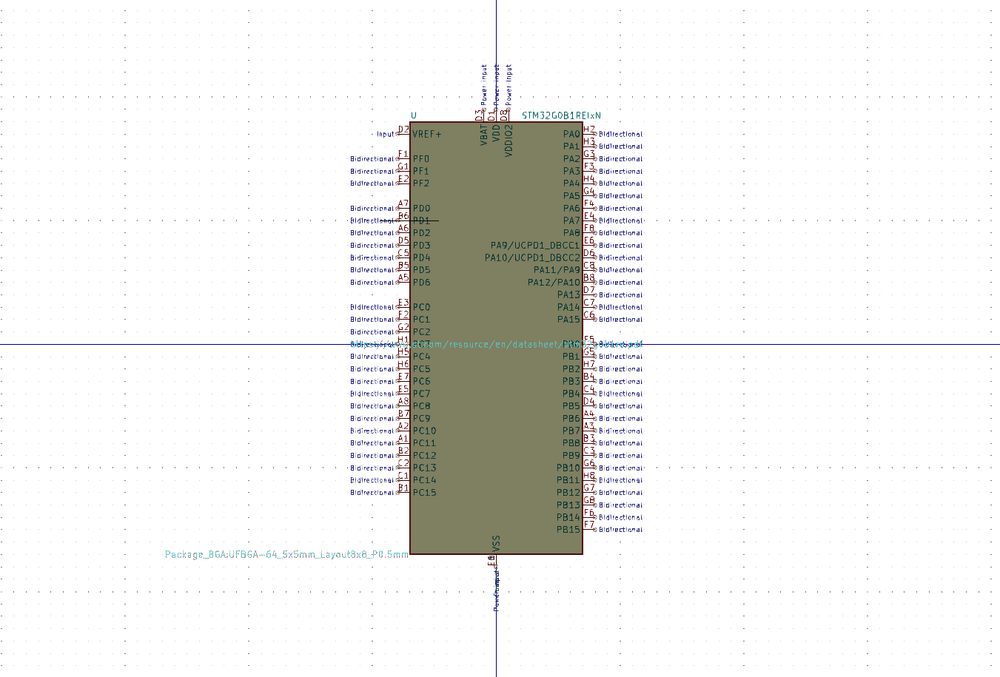 Power Input Power Input Power Input
D3 D1 D8
VBAT VDD VDDIO2
U STM32G0B1REIxN
Input D2 VREF+ PA0 H2 Bidirectional
PA1 H3 Bidirectional
Bidirectional F1 PF0 PA2 G3 Bidirectional
Bidirectional G1 PF1 PA3 F3 Bidirectional
Bidirectional E2 PF2 PA4 H4 Bidirectional
PA5 G4 Bidirectional
Bidirectional A7 PD0 PA6 F4 Bidirectional
Bidirectional B6 PD1 PA7 E4 Bidirectional
Bidirectional A6 PD2 PA8 F8 Bidirectional
Bidirectional D5 PD3 PA9/UCPD1_DBCC1 E6 Bidirectional
Bidirectional C5 PD4 PA10/UCPD1_DBCC2 D6 Bidirectional
Bidirectional B5 PD5 PA11/PA9 C8 Bidirectional
Bidirectional A5 PD6 PA12/PA10 B8 Bidirectional
PA13 D7 Bidirectional
Bidirectional E3 PC0 PA14 C7 Bidirectional
Bidirectional F2 PC1 PA15 C6 Bidirectional
Bidirectional G2 PC2
H1 .com/resource/en/datasheet/ F5
Bidirectional H5 PC4 PB1 G5 Bidirectional
Bidirectional H6 PC5 PB2 H7 Bidirectional
Bidirectional E7 PC6 PB3 B4 Bidirectional
Bidirectional E5 PC7 PB4 C4 Bidirectional
Bidirectional A8 PC8 PB5 D4 Bidirectional
Bidirectional B7 PC9 PB6 A4 Bidirectional
Bidirectional A2 PC10 PB7 A3 Bidirectional
Bidirectional A1 PC11 PB8 B3 Bidirectional
Bidirectional B2 PC12 PB9 C3 Bidirectional
Bidirectional C2 PC13 PB10 G6 Bidirectional
Bidirectional C1 PC14 PB11 H8 Bidirectional
Bidirectional B1 PC15 PB12 G7 Bidirectional
PB13 G8 Bidirectional
PB14 F6 Bidirectional
PB15 F7 Bidirectional
VSS
Package_BGA:UFBGA-64_5x5mm_Layout8x8_P0.5mm